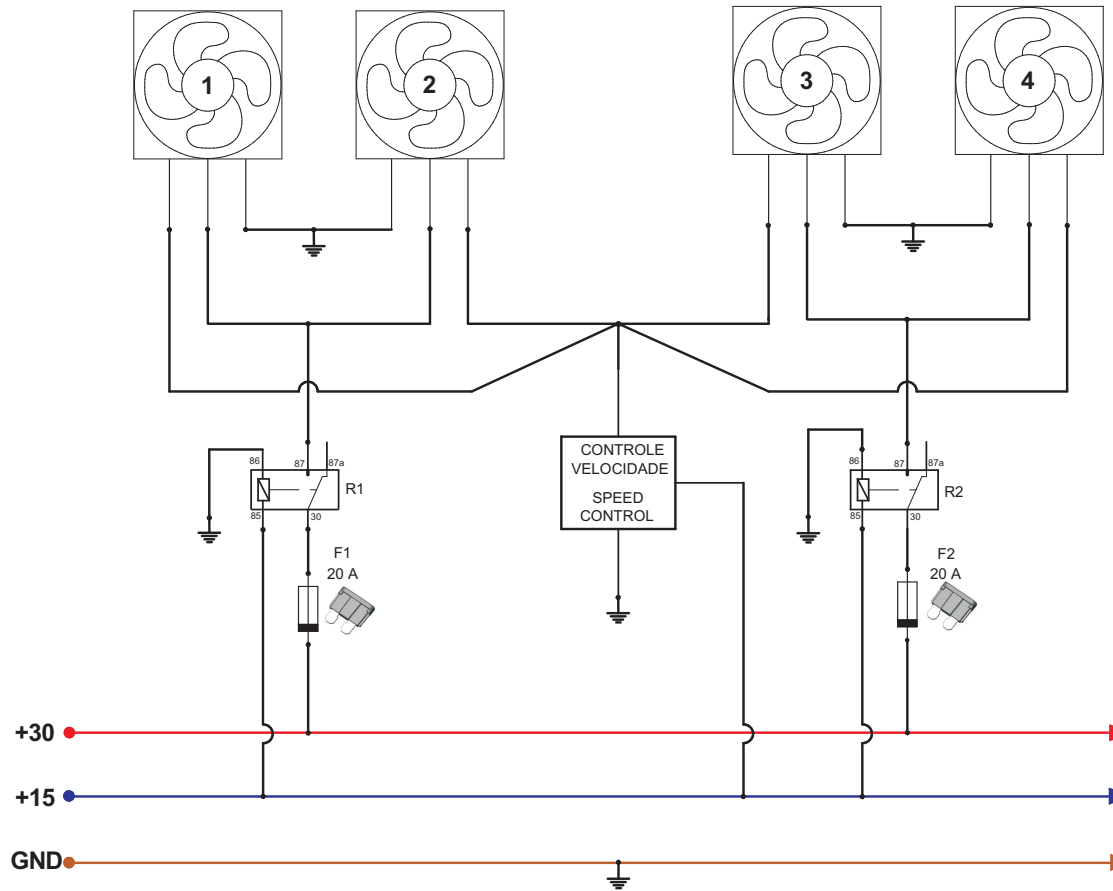 1
2
3
4
86
87
87a
R1
85
30
CONTROLE
VELOCIDADE
SPEED
CONTROL
86
87
87a
R2
85
30
F1
20 A
F2
20 A
+30
+15
GND